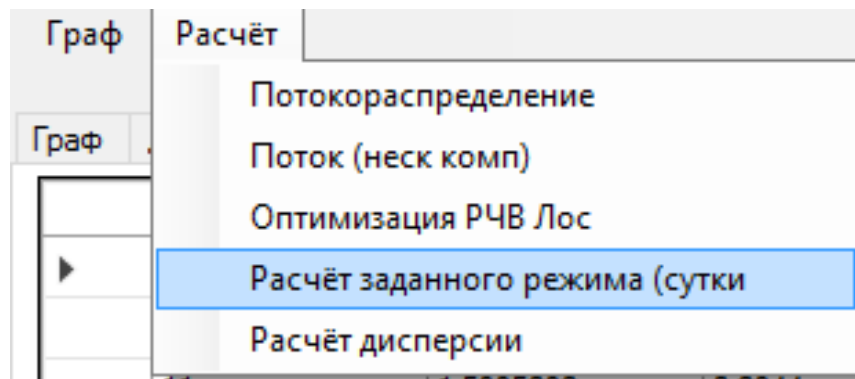 Граф Расчёт
Потокораспределение
Граф
Поток (неск комп)
Оптимизация РЧВ Лос
Расчёт заданного режима (сутки
Расчёт дисперсии